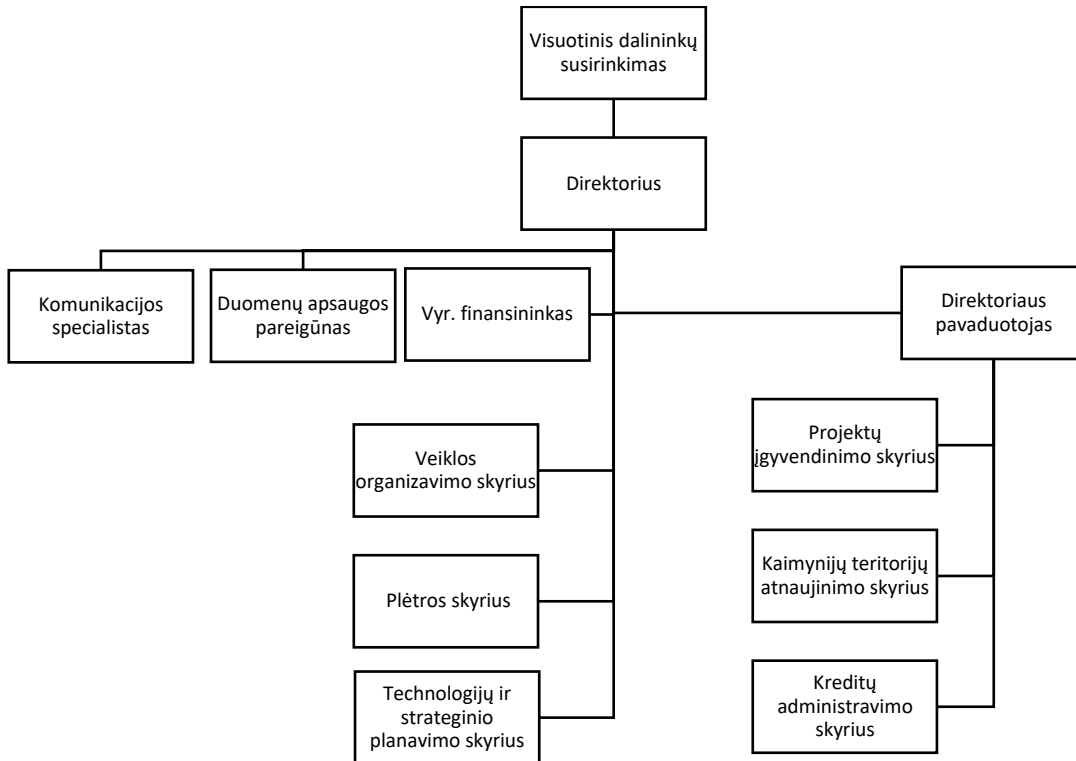 Visuotinis dalininkų
susirinkimas
Direktorius
Komunikacijos
specialistas
Duomenų apsaugos
pareigūnas
Vyr. finansininkas
Direktoriaus
pavaduotojas
Veiklos
organizavimo skyrius
Plėtros skyrius
Technologijų ir
strateginio
planavimo skyrius
Projektų
įgyvendinimo skyrius
Kaimynijų teritorijų
atnaujinimo skyrius
Kreditų
administravimo
skyrius